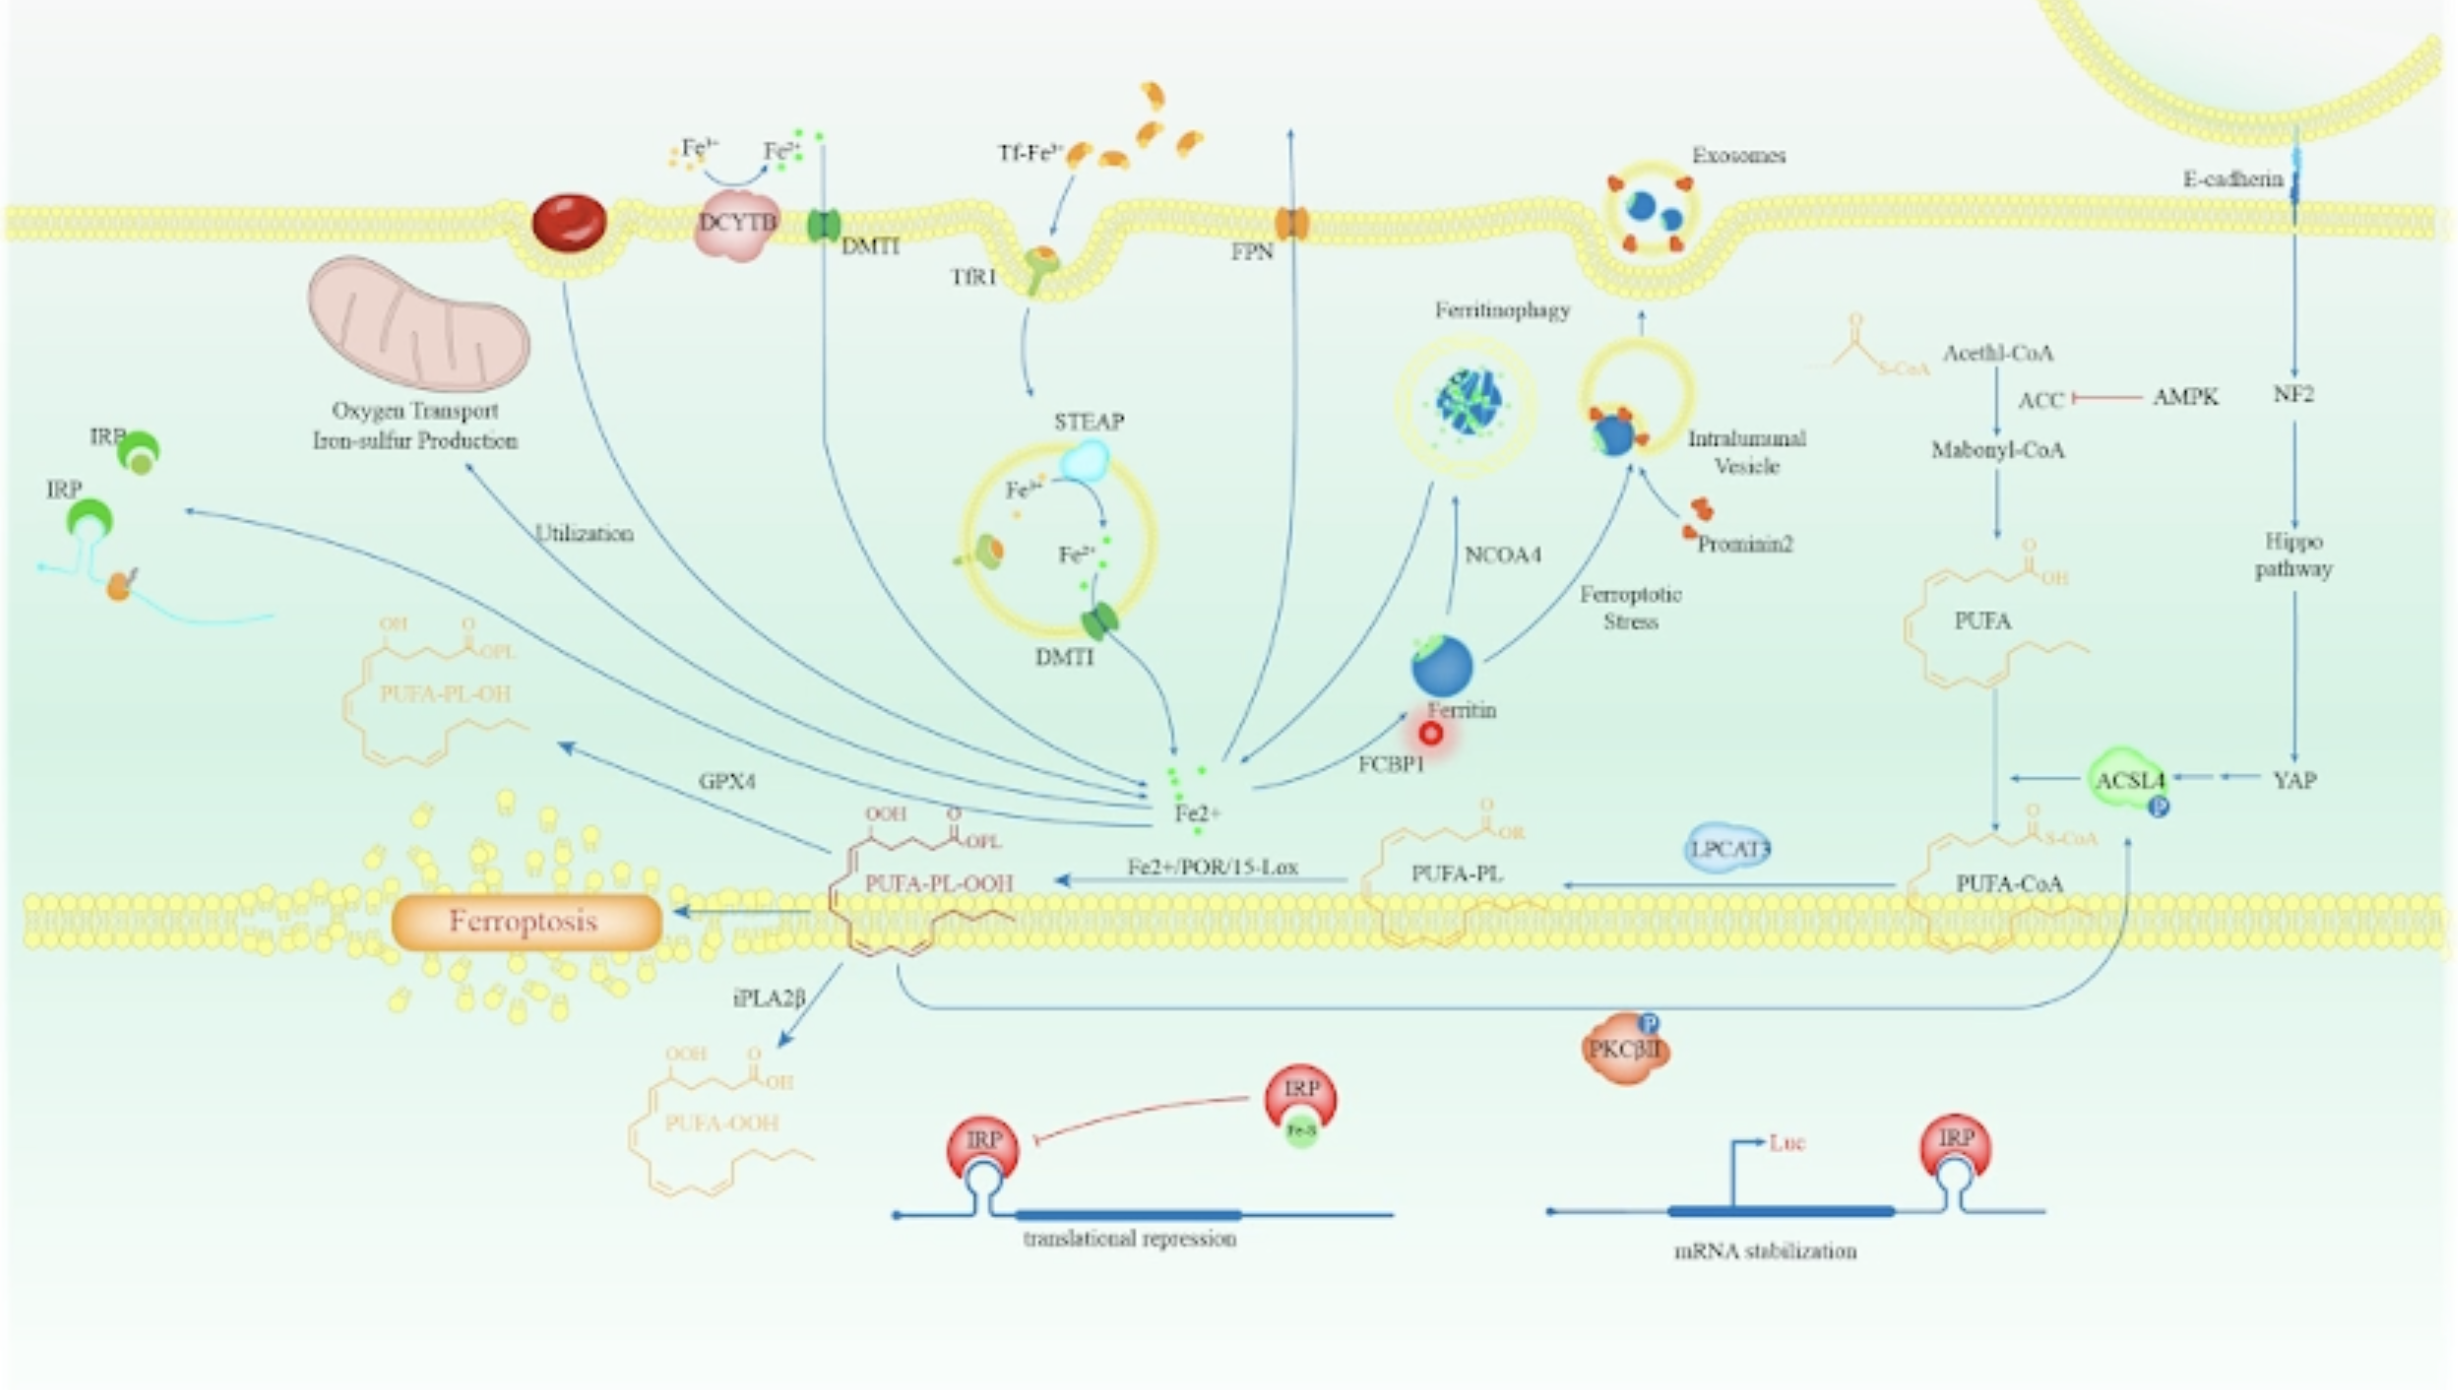 Exosomes
Fe³⁺
Fe²⁺
Tf-Fe³⁺
E-cadherin
DCYTB
DMTI
TfR1
FPN
Ferritinophagy
O
S-CoA
Acethl-CoA
ACC
AMPK
NF2
Oxygen Transport
Iron-sulfur Production
IRB
IRP
STEAP
Fe³⁺
Fe²⁺
DMTI
Intralumunal
Vesicle
Mabonyl-CoA
Prominin2
NCOA4
Utilization
Ferroptotic
Stress
Hippo
pathway
O
OH
PUFA
OH
O
OPL
PUFA-PL-OH
Ferritin
FCBP1
GPX4
Fe2+
ACSL4
P
YAP
OOH
O
OPL
PUFA-PL-OOH
Fe2+/POR/15-Lox
O
OR
PUFA-PL
LPCAT3
O
S-CoA
PUFA-CoA
Ferroptosis
iPLA2β
P
PKCβII
OOH
O
OH
PUFA-OOH
IRP
Fe-S
IRP
translational repression
Luc
IRP
mRNA stabilization